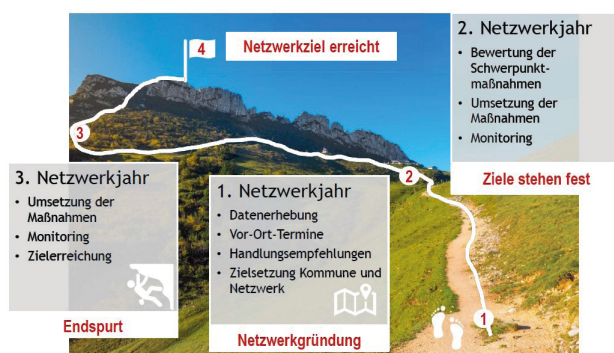 4
Netzwerkziel erreicht
2. Netzwerkjahr
• Bewertung der
Schwerpunkt-
maßnahmen
• Umsetzung der
Maßnahmen
• Monitoring
Ziele stehen fest
3
2
3. Netzwerkjahr
• Umsetzung der
Maßnahmen
• Monitoring
• Zielerreichung
Endspurt
1. Netzwerkjahr
• Datenerhebung
• Vor-Ort-Termine
• Handlungsempfehlungen
• Zielsetzung Kommune und
Netzwerk
Netzwerkgründung
1